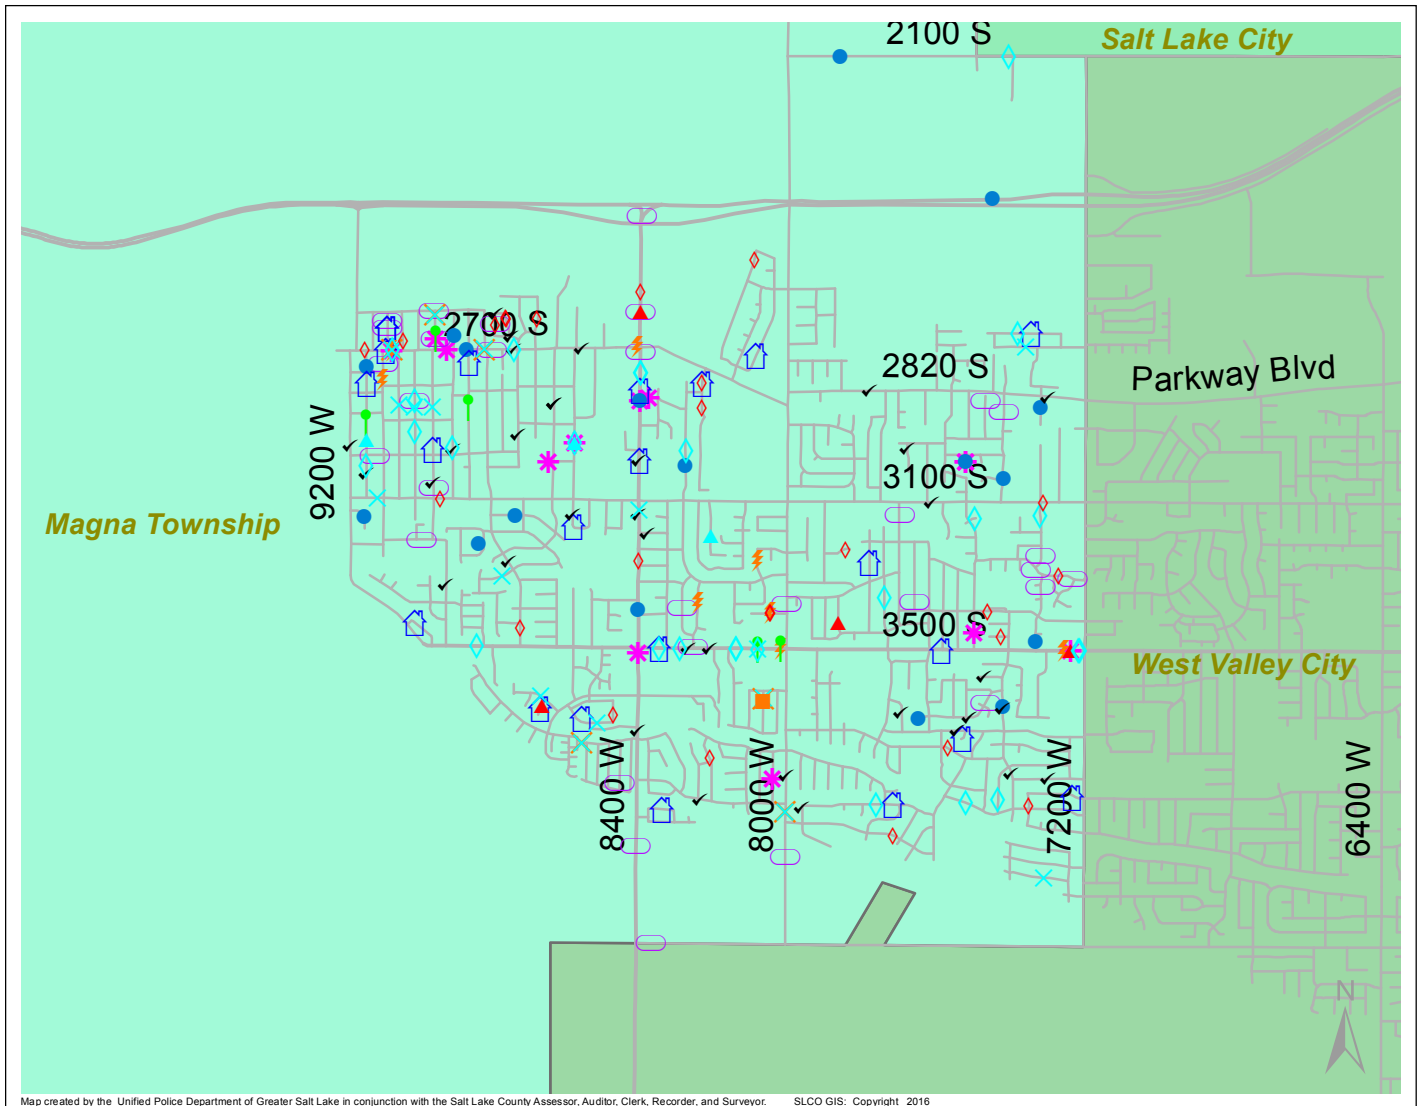 2100 S
Salt Lake City
2700 S
2820 S
Parkway Blvd
9200 W
3100 S
Magna Township
3500 S
West Valley City
8400 W
8000 W
7200 W
6400 W
N
Map created by the Unified Police Department of Greater Salt Lake in conjunction with the Salt Lake County Assessor, Auditor, Clerk, Recorder, and Surveyor. SLCO GIS: Copyright 2016